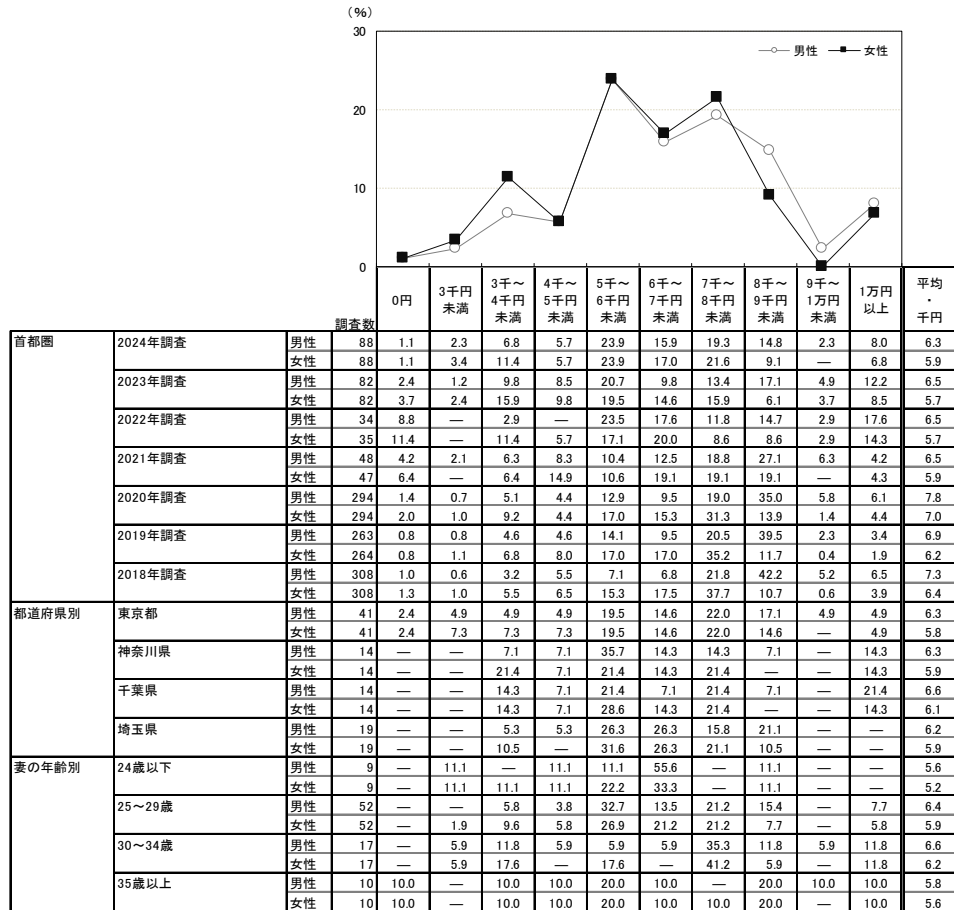 （%）
30
20
10
0
男性 女性
調査数 0円 3千円未満 3千～4千円未満 4千～5千円未満 5千～6千円未満 6千～7千円未満 7千～8千円未満 8千～9千円未満 9千～1万円未満 1万円以上 平均・千円
首都圏 2024年調査 男性 88 1.1 2.3 6.8 5.7 23.9 15.9 19.3 14.8 2.3 8.0 6.3
女性 88 1.1 3.4 11.4 5.7 23.9 17.0 21.6 9.1 — 6.8 5.9
2023年調査 男性 82 2.4 1.2 9.8 8.5 20.7 9.8 13.4 17.1 4.9 12.2 6.5
女性 82 3.7 2.4 15.9 9.8 19.5 14.6 15.9 6.1 3.7 8.5 5.7
2022年調査 男性 34 8.8 — 2.9 — 23.5 17.6 11.8 14.7 2.9 17.6 6.5
女性 35 11.4 — 11.4 5.7 17.1 20.0 8.6 8.6 2.9 14.3 5.7
2021年調査 男性 48 4.2 2.1 6.3 8.3 10.4 12.5 18.8 27.1 6.3 4.2 6.5
女性 47 6.4 — 6.4 14.9 10.6 19.1 19.1 19.1 — 4.3 5.9
2020年調査 男性 294 1.4 0.7 5.1 4.4 12.9 9.5 19.0 35.0 5.8 6.1 7.8
女性 294 2.0 1.0 9.2 4.4 17.0 15.3 31.3 13.9 1.4 4.4 7.0
2019年調査 男性 263 0.8 0.8 4.6 4.6 14.1 9.5 20.5 39.5 2.3 3.4 6.9
女性 264 0.8 1.1 6.8 8.0 17.0 17.0 35.2 11.7 0.4 1.9 6.2
2018年調査 男性 308 1.0 0.6 3.2 5.5 7.1 6.8 21.8 42.2 5.2 6.5 7.3
女性 308 1.3 1.0 5.5 6.5 15.3 17.5 37.7 10.7 0.6 3.9 6.4
都道府県別 東京都 男性 41 2.4 4.9 4.9 4.9 19.5 14.6 22.0 17.1 4.9 4.9 6.3
女性 41 2.4 7.3 7.3 7.3 19.5 14.6 22.0 14.6 — 4.9 5.8
神奈川県 男性 14 — — 7.1 7.1 35.7 14.3 14.3 7.1 — 14.3 6.3
女性 14 — — 21.4 7.1 21.4 14.3 21.4 — — 14.3 5.9
千葉県 男性 14 — — 14.3 7.1 21.4 7.1 21.4 7.1 — 21.4 6.6
女性 14 — — 14.3 7.1 28.6 14.3 21.4 — — 14.3 6.1
埼玉県 男性 19 — — 5.3 5.3 26.3 26.3 15.8 21.1 — — 6.2
女性 19 — — 10.5 — 31.6 26.3 21.1 10.5 — — 5.9
妻の年齢別 24歳以下 男性 9 — 11.1 — 11.1 11.1 55.6 — 11.1 — — 5.6
女性 9 — 11.1 11.1 11.1 22.2 33.3 — 11.1 — — 5.2
25～29歳 男性 52 — — 5.8 3.8 32.7 13.5 21.2 15.4 — 7.7 6.4
女性 52 — 1.9 9.6 5.8 26.9 21.2 21.2 7.7 — 5.8 5.9
30～34歳 男性 17 — 5.9 11.8 5.9 5.9 5.9 35.3 11.8 5.9 11.8 6.6
女性 17 — 5.9 17.6 — 17.6 — 41.2 5.9 — 11.8 6.2
35歳以上 男性 10 10.0 — 10.0 10.0 20.0 10.0 — 20.0 10.0 10.0 5.8
女性 10 10.0 — 10.0 10.0 20.0 10.0 10.0 20.0 — 10.0 5.6